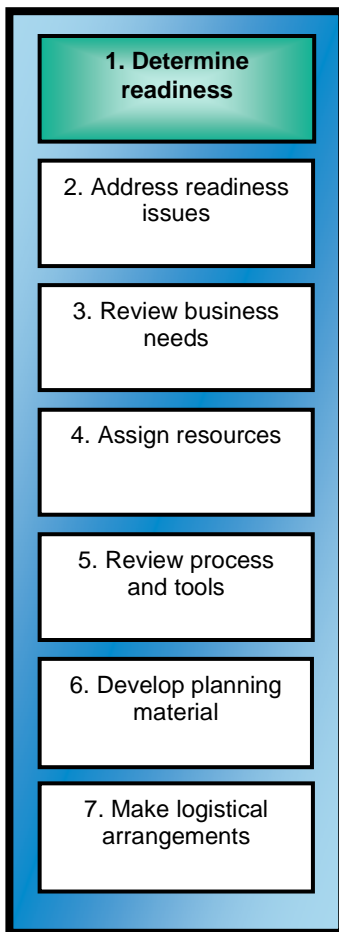 1. Determine
readiness
2. Address readiness
issues
3. Review business
needs
4. Assign resources
5. Review process
and tools
6. Develop planning
material
7. Make logistical
arrangements